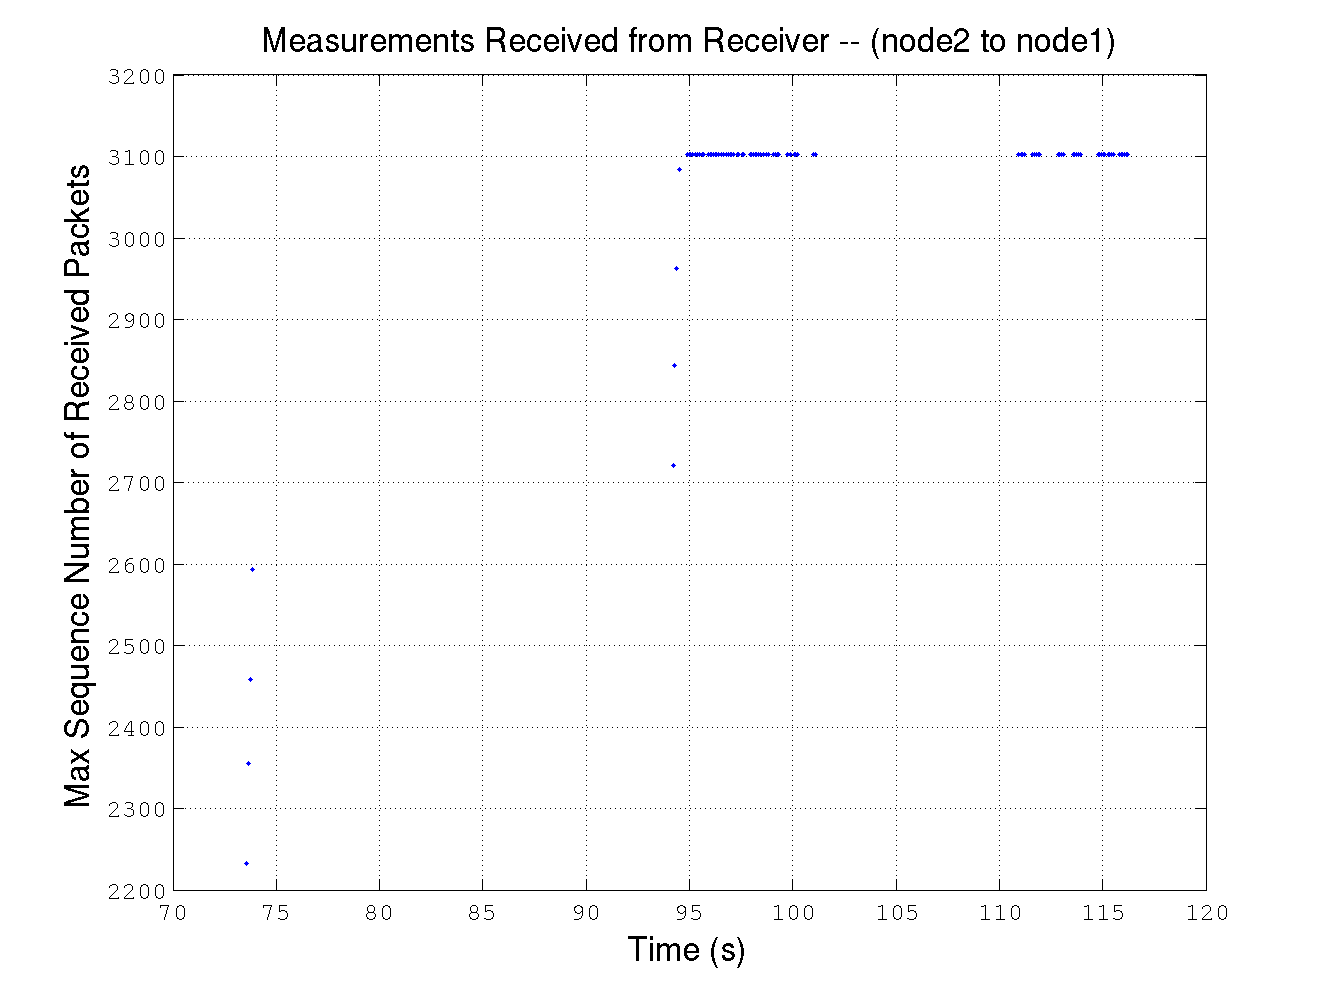 Measurements Received from Receiver -- (node2 to node1)
Max Sequence Number of Received Packets
3200
3100
3000
2900
2800
2700
2600
2500
2400
2300
2200
70 75 80 85 90 95 100 105 110 115 120
Time (s)